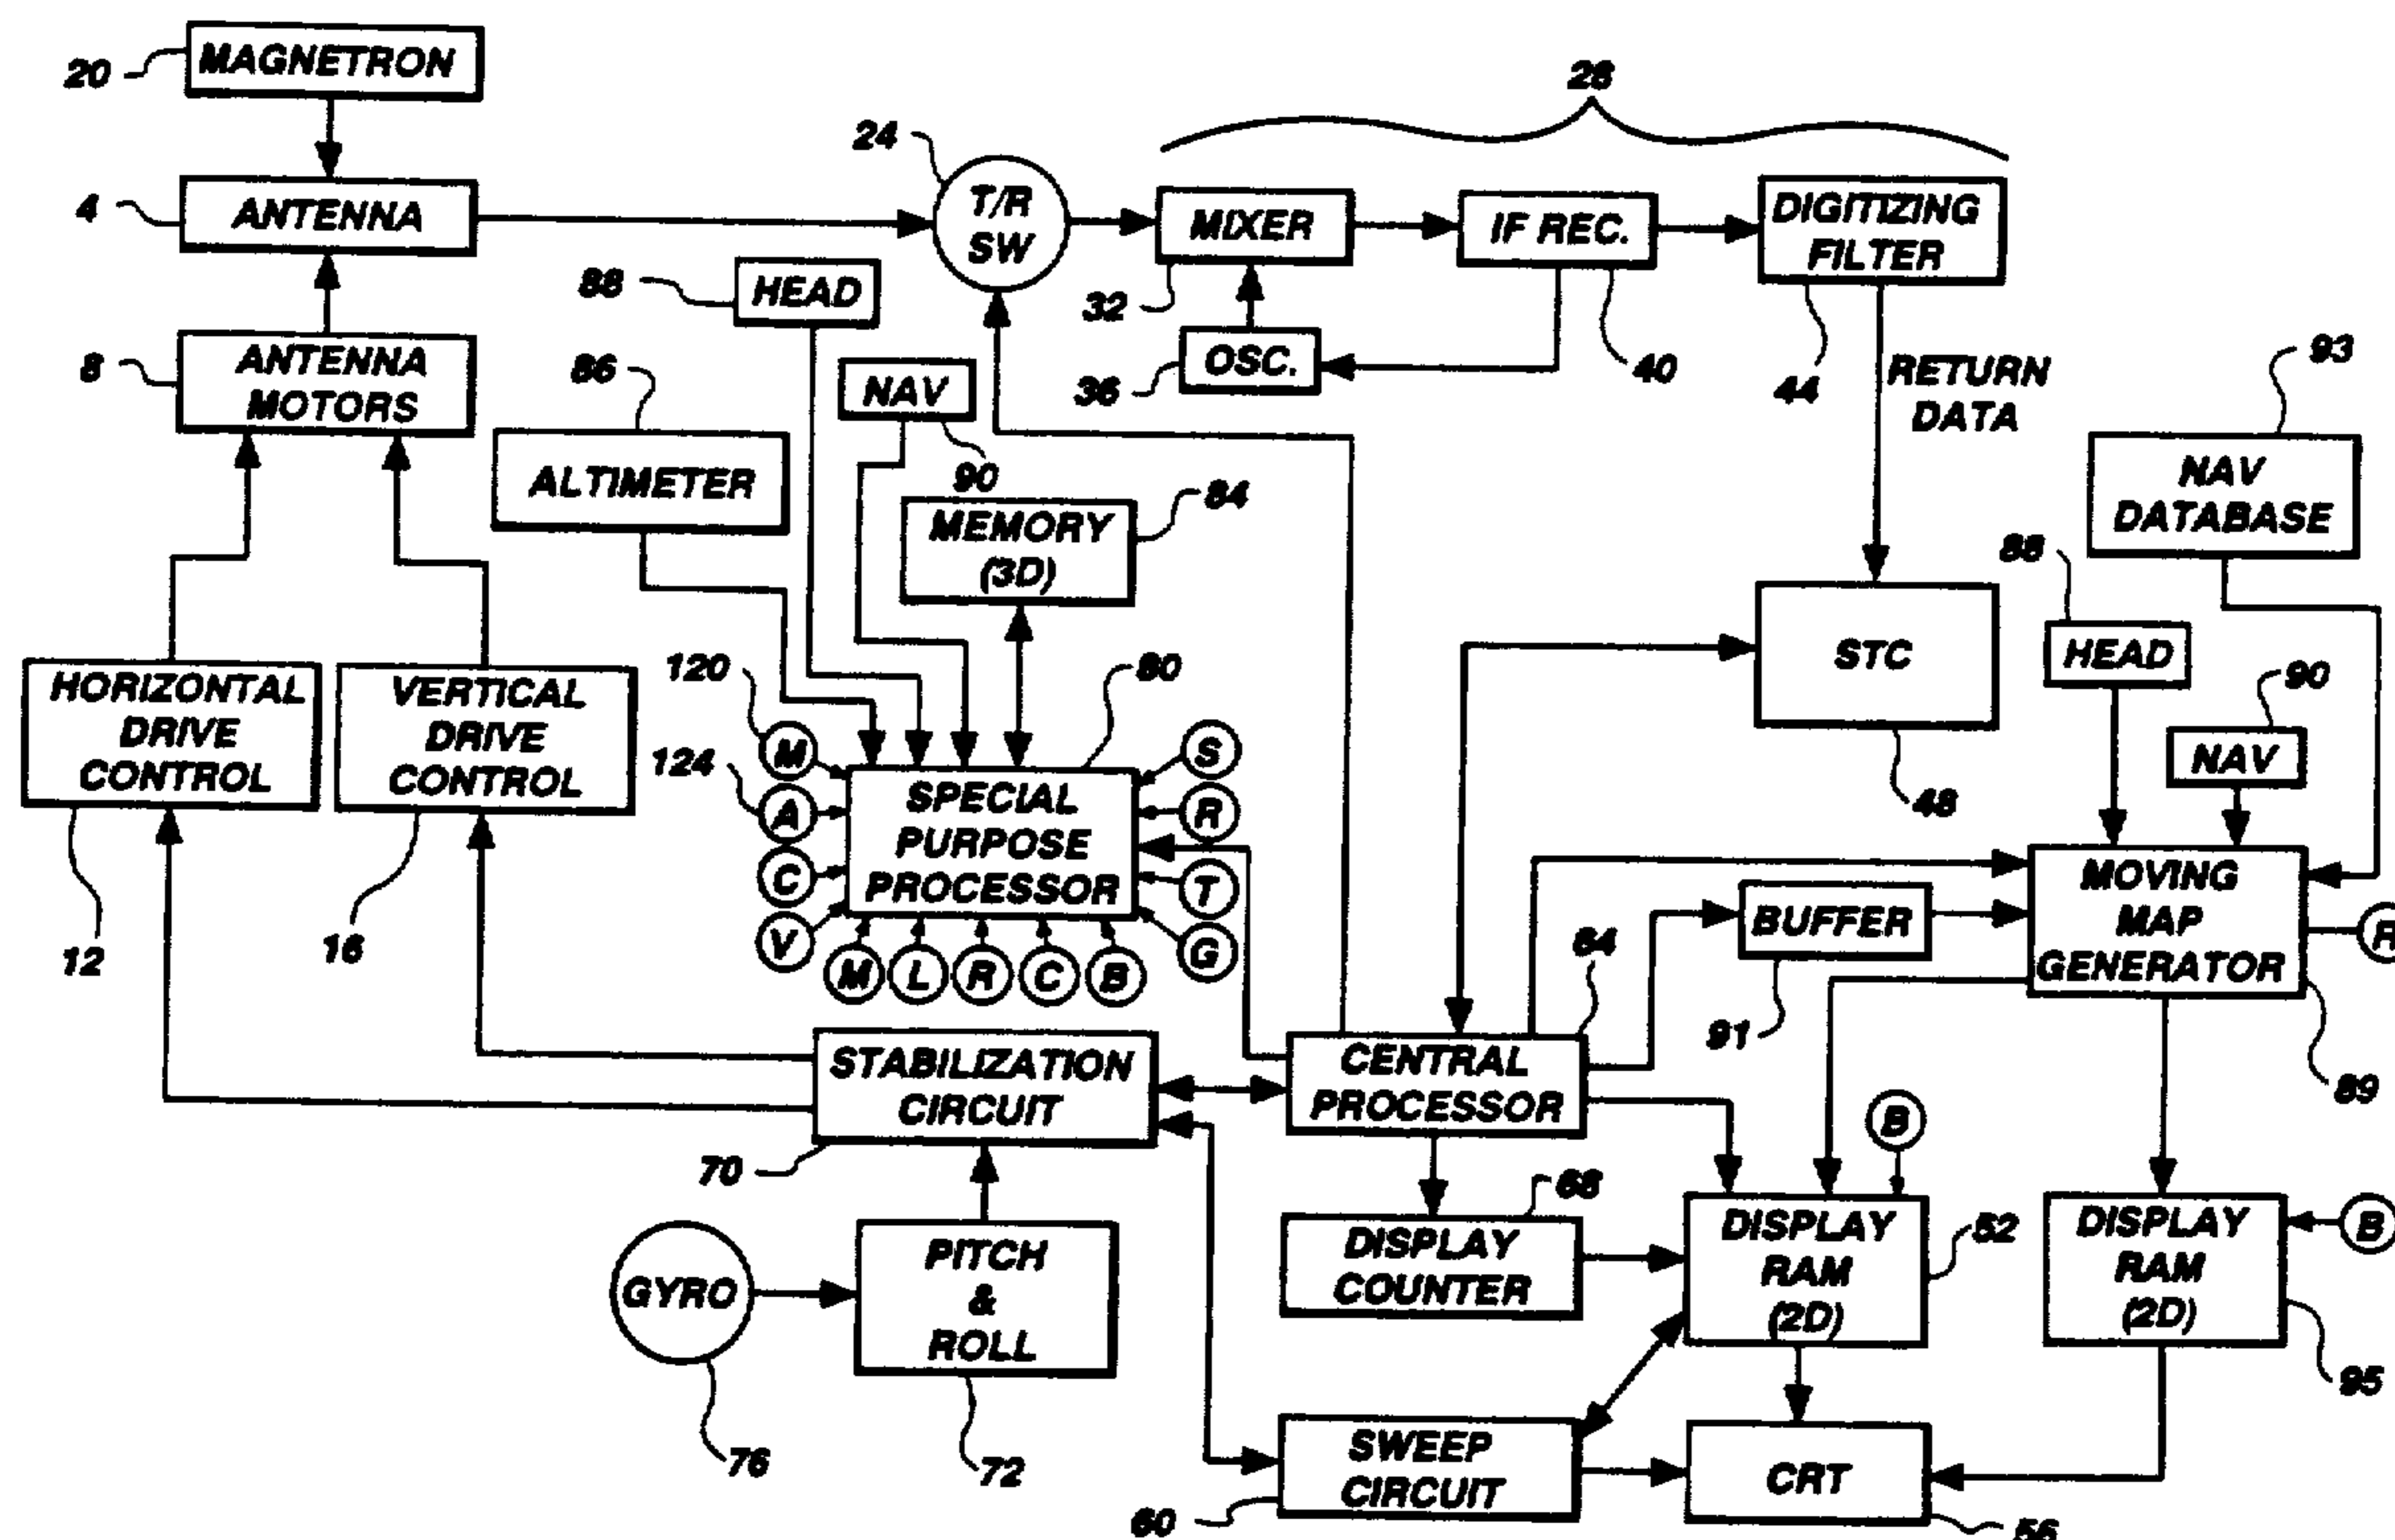 20
MAGNETRON
28
24
4
ANTENNA
T/R
SW
MIXER
IF REC.
DIGITIZING
FILTER
88
HEAD
32
8
ANTENNA
MOTORS
86
NAV
36
OSC.
40
44
RETURN
DATA
93
ALTIMETER
90
84
MEMORY
(3D)
NAV
DATABASE
88
STC
HEAD
90
NAV
48
HORIZONTAL
DRIVE
CONTROL
VERTICAL
DRIVE
CONTROL
120
80
M
S
124
A
R
C
T
V
G
SPECIAL
PURPOSE
PROCESSOR
M
L
R
C
B
12
16
64
BUFFER
91
MOVING
MAP
GENERATOR
89
STABILIZATION
CIRCUIT
70
CENTRAL
PROCESSOR
B
68
GYRO
PITCH
&
ROLL
DISPLAY
COUNTER
DISPLAY
RAM
(2D)
52
DISPLAY
RAM
(2D)
B
95
76
72
SWEEP
CIRCUIT
CRT
60
56